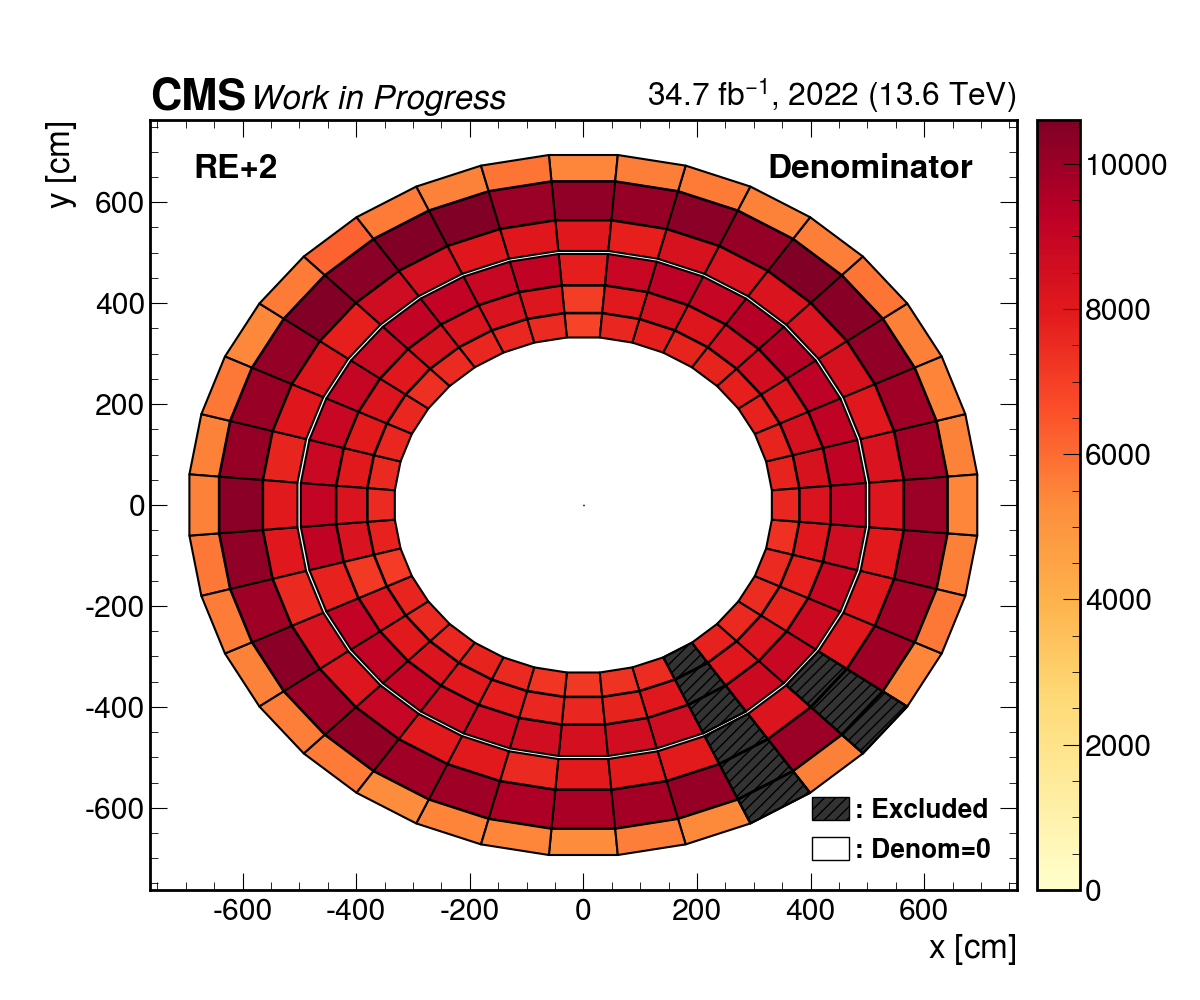 CMS Work in Progress
34.7 fb⁻¹, 2022 (13.6 TeV)
y [cm]
RE+2
Denominator
600
400
200
0
-200
-400
-600
-600
-400
-200
0
200
400
600
x [cm]
: Excluded
: Denom=0
10000
8000
6000
4000
2000
0